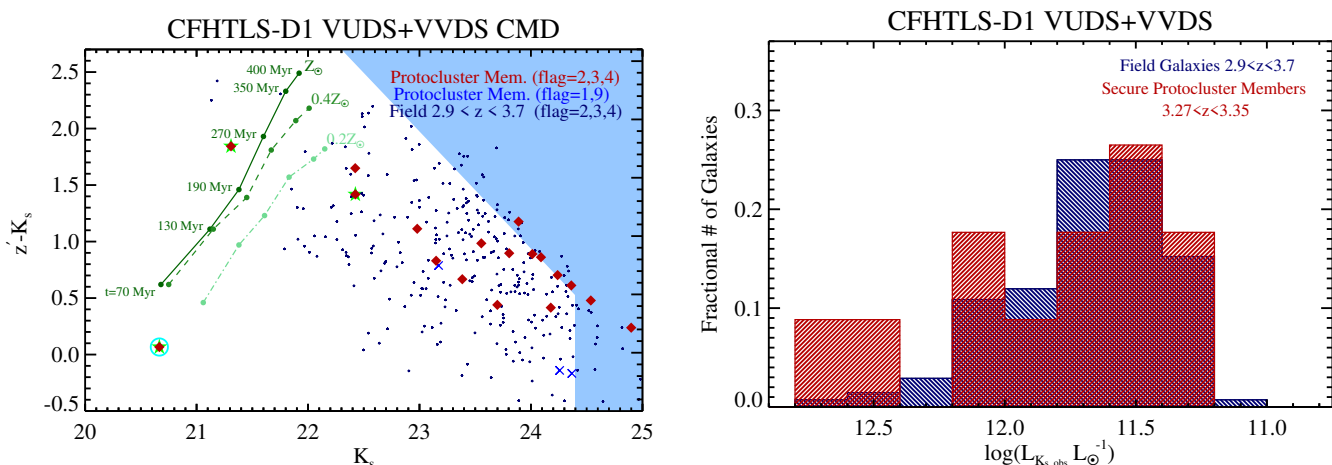 CFHTLS-D1 VUDS+VVDS CMD
2.5
2.0
1.5
1.0
0.5
0.0
-0.5
z′-Ks
20 21 22 23 24 25
Ks
400 Myr Z⊙
350 Myr
0.4Z⊙
270 Myr
0.2Z⊙
190 Myr
130 Myr
t=70 Myr
Protocluster Mem. (flag=2,3,4)
Protocluster Mem. (flag=1,9)
Field 2.9 < z < 3.7 (flag=2,3,4)
CFHTLS-D1 VUDS+VVDS
Field Galaxies 2.9<z<3.7
Secure Protocluster Members
3.27<z<3.35
0.3
0.2
0.1
0.0
Fractional # of Galaxies
12.5 12.0 11.5 11.0
log(LKs,obs L⊙-1)